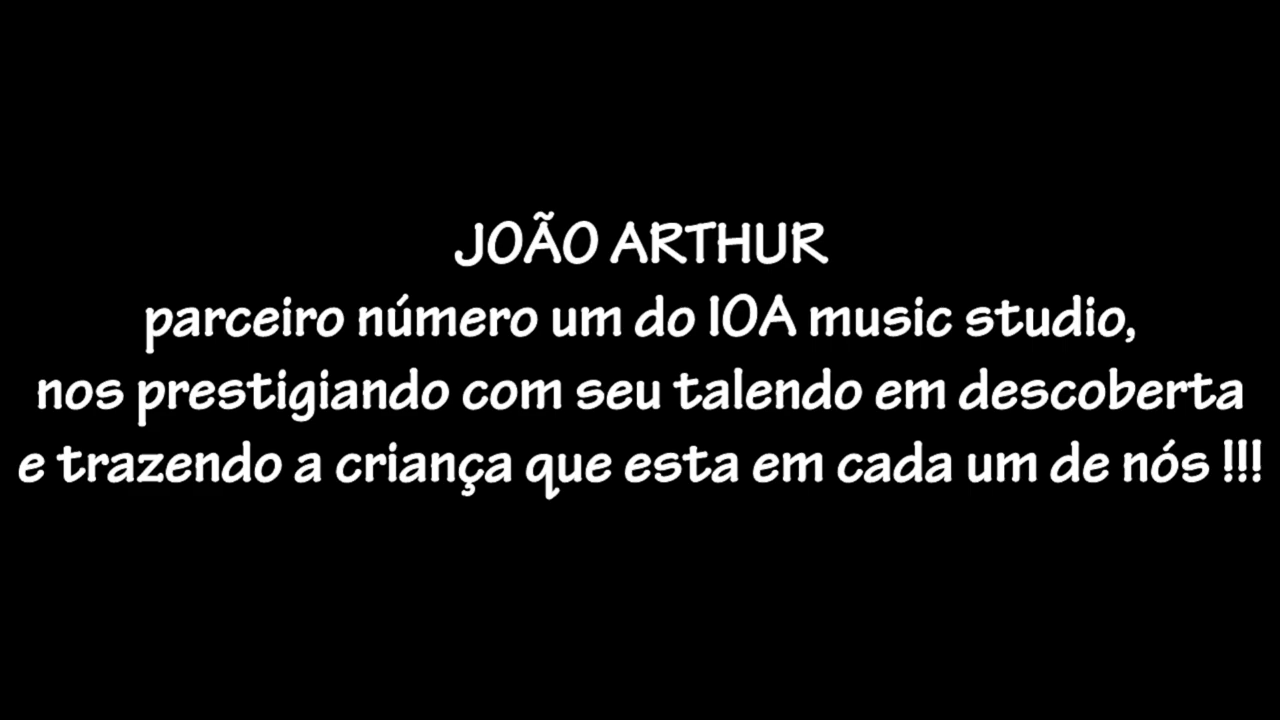 JOÃO ARTHUR
parceiro número um do IOA music studio,
nos prestigiando com seu talendo em descoberta
e trazendo a criança que esta em cada um de nós !!!